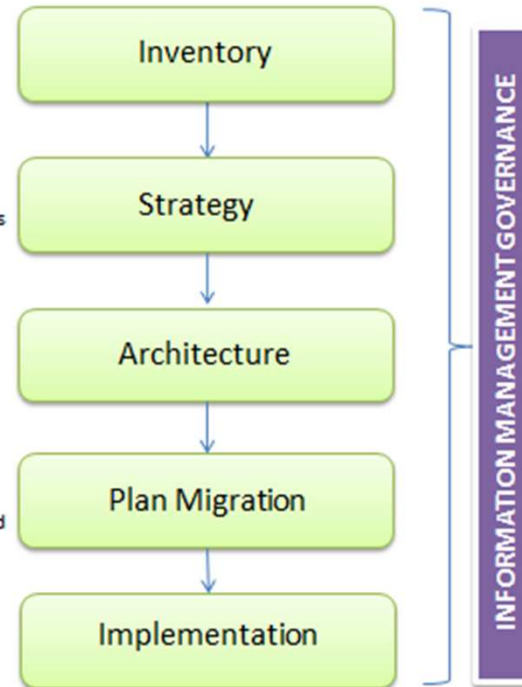 Inventory
Strategy
Architecture
Plan Migration
Implementation
INFORMATION MANAGEMENT GOVERNANCE